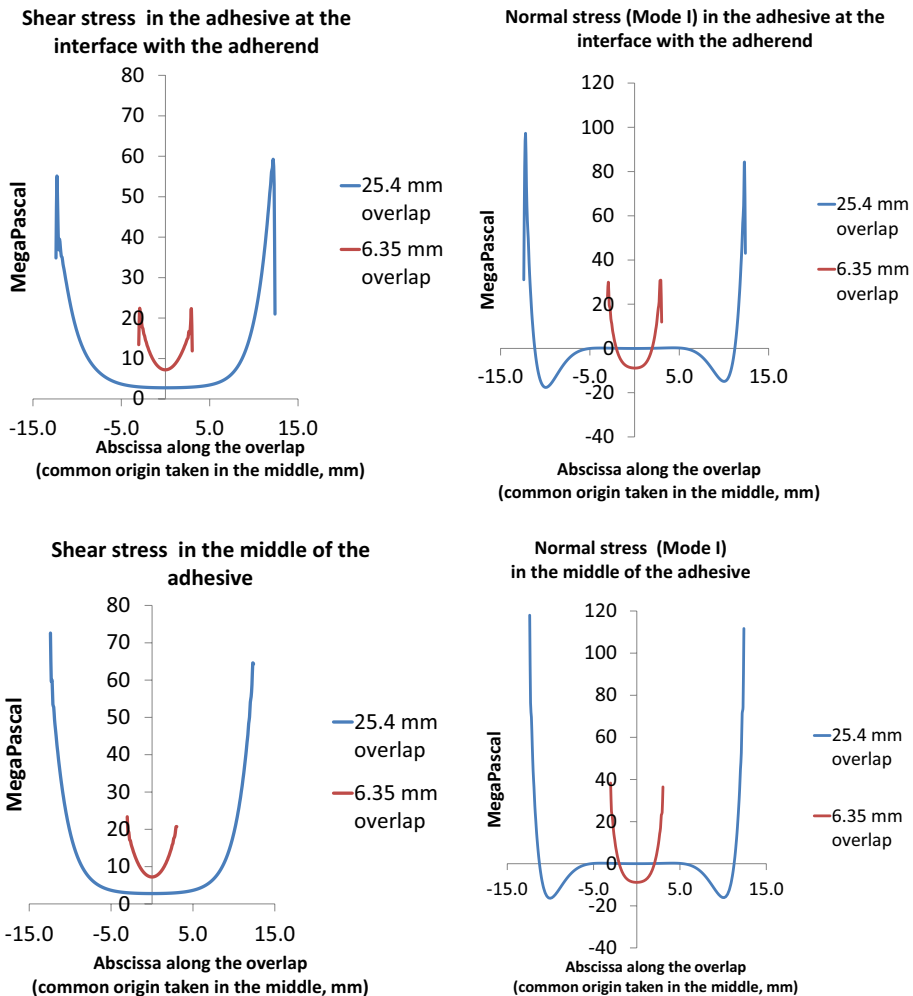 Shear stress in the adhesive at the
interface with the adherend
80
70
60
50
40
30
20
10
0
-15.0
-5.0
5.0
15.0
MegaPascal
Abscissa along the overlap
(common origin taken in the middle, mm)
25.4 mm
overlap
6.35 mm
overlap
Normal stress (Mode I) in the adhesive at the
interface with the adherend
120
100
80
60
40
20
0
-20
-40
-15.0
-5.0
5.0
15.0
MegaPascal
Abscissa along the overlap
(common origin taken in the middle, mm)
25.4 mm
overlap
6.35 mm
overlap
Shear stress in the middle of the
adhesive
80
70
60
50
40
30
20
10
0
-15.0
-5.0
5.0
15.0
MegaPascal
Abscissa along the overlap
(common origin taken in the middle, mm)
25.4 mm
overlap
6.35 mm
overlap
Normal stress (Mode I)
in the middle of the adhesive
120
100
80
60
40
20
0
-20
-40
-15.0
-5.0
5.0
15.0
MegaPascal
Abscissa along the overlap
(common origin taken in the middle, mm)
25.4 mm
overlap
6.35 mm
overlap